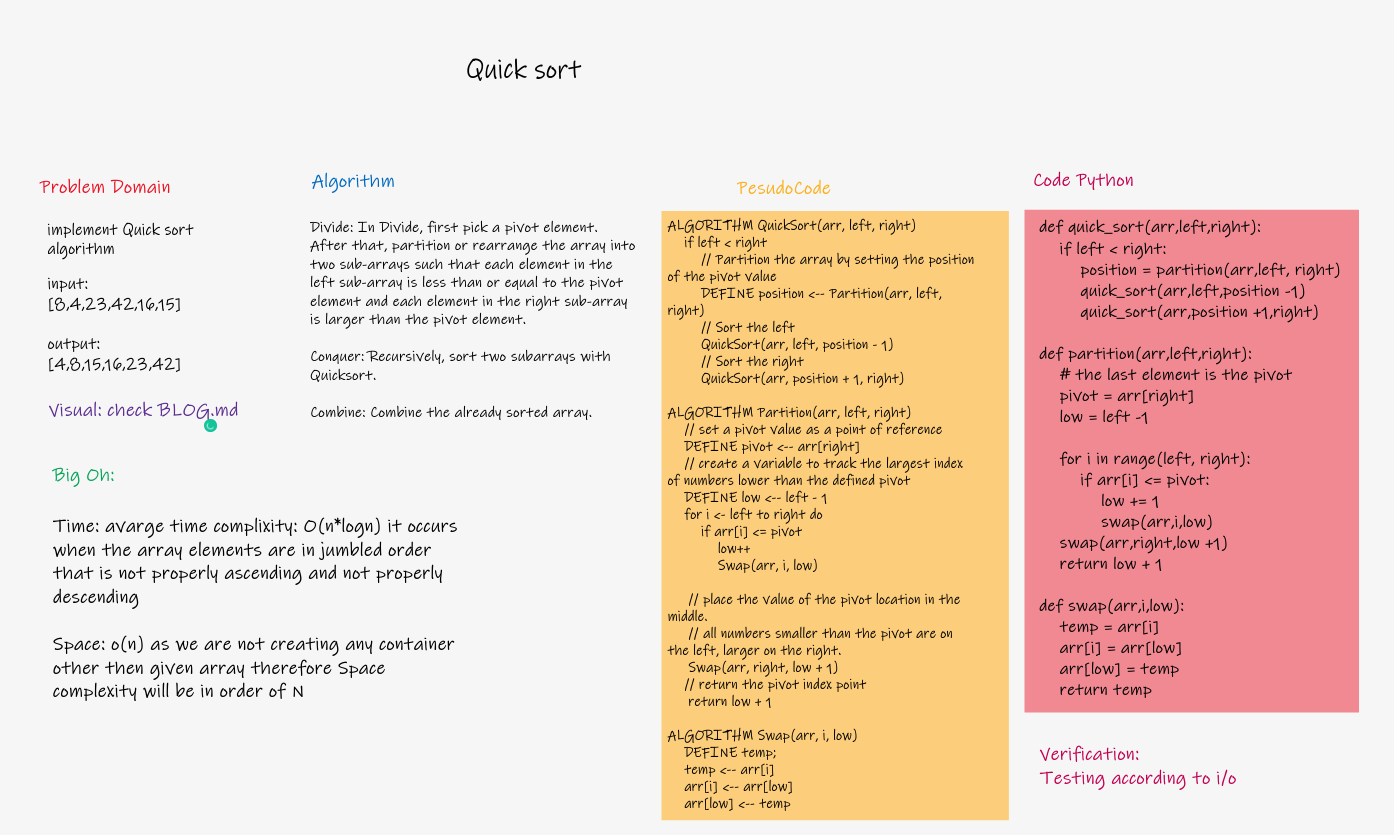 Quick sort
Problem Domain
implement Quick sort
algorithm
input:
[8,4,23,42,16,15]
output:
[4,8,15,16,23,42]
Visual: check BLOG.md
Big Oh:
Time: avarge time complixity: O(n*logn) it occurs
when the array elements are in jumbled order
that is not properly ascending and not properly
descending
Space: o(n) as we are not creating any container
other then given array therefore Space
complexity will be in order of N
Algorithm
Divide: In Divide, first pick a pivot element.
After that, partition or rearrange the array into
two sub-arrays such that each element in the
left sub-array is less than or equal to the pivot
element and each element in the right sub-array
is larger than the pivot element.
Conquer: Recursively, sort two subarrays with
Quicksort.
Combine: Combine the already sorted array.
PesudoCode
ALGORITHM QuickSort(arr, left, right)
if left < right
// Partition the array by setting the position
of the pivot value
DEFINE position <-- Partition(arr, left,
right)
// Sort the left
QuickSort(arr, left, position - 1)
// Sort the right
QuickSort(arr, position + 1, right)
ALGORITHM Partition(arr, left, right)
// set a pivot value as a point of reference
DEFINE pivot <-- arr[right]
// create a variable to track the largest index
of numbers lower than the defined pivot
DEFINE low <-- left - 1
for i <- left to right do
if arr[i] <= pivot
low++
Swap(arr, i, low)
// place the value of the pivot location in the
middle.
// all numbers smaller than the pivot are on
the left, larger on the right.
Swap(arr, right, low + 1)
// return the pivot index point
return low + 1
ALGORITHM Swap(arr, i, low)
DEFINE temp;
temp <-- arr[i]
arr[i] <-- arr[low]
arr[low] <-- temp
Code Python
def quick_sort(arr,left,right):
if left < right:
position = partition(arr,left, right)
quick_sort(arr,left,position -1)
quick_sort(arr,position +1,right)
def partition(arr,left,right):
# the last element is the pivot
pivot = arr[right]
low = left -1
for i in range(left, right):
if arr[i] <= pivot:
low += 1
swap(arr,i,low)
swap(arr,right,low +1)
return low + 1
def swap(arr,i,low):
temp = arr[i]
arr[i] = arr[low]
arr[low] = temp
return temp
Verification:
Testing according to i/o